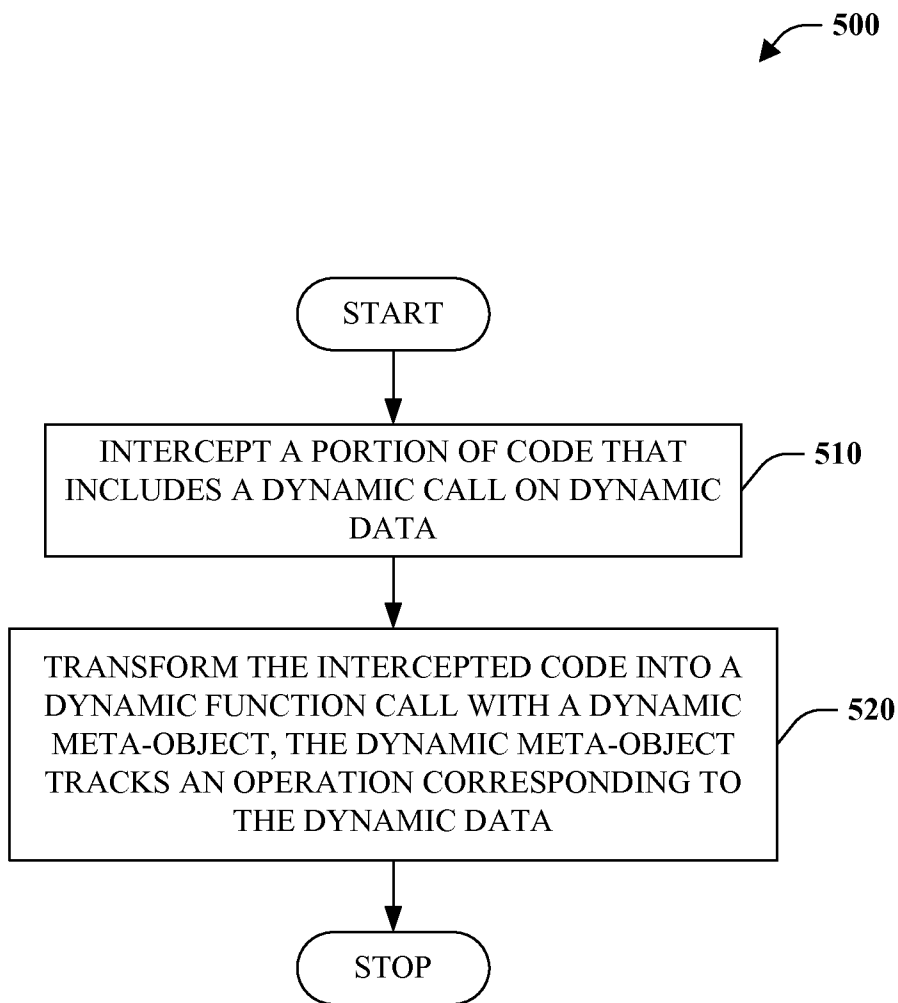 500
START
INTERCEPT A PORTION OF CODE THAT
INCLUDES A DYNAMIC CALL ON DYNAMIC
DATA
510
TRANSFORM THE INTERCEPTED CODE INTO A
DYNAMIC FUNCTION CALL WITH A DYNAMIC
META-OBJECT, THE DYNAMIC META-OBJECT
TRACKS AN OPERATION CORRESPONDING TO
THE DYNAMIC DATA
520
STOP